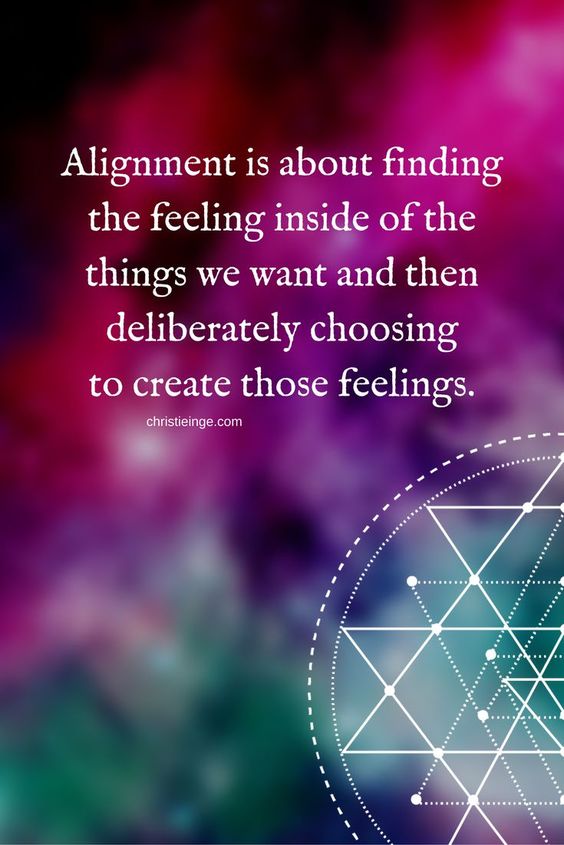 Alignment is about finding
the feeling inside of the
things we want and then
deliberately choosing
to create those feelings.
christieinge.com